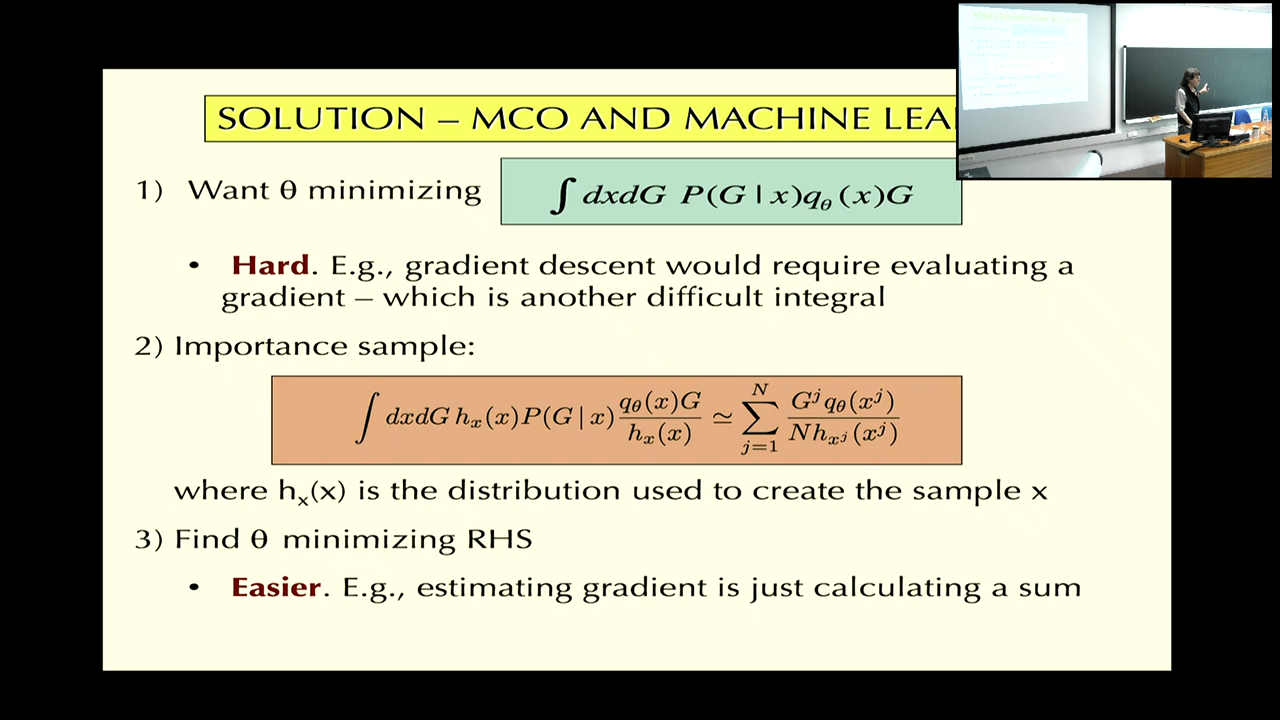 SOLUTION – MCO AND MACHINE LEA
1) Want θ minimizing ∫ dxdG P(G | x)q_θ(x)G
• Hard. E.g., gradient descent would require evaluating a
gradient – which is another difficult integral
2) Importance sample:
∫ dxdG h_x(x)P(G | x) q_θ(x)G / h_x(x) ≃ ∑_{j=1}^{N} G^j q_θ(x^j) / N h_{x^j}(x^j)
where h_x(x) is the distribution used to create the sample x
3) Find θ minimizing RHS
• Easier. E.g., estimating gradient is just calculating a sum